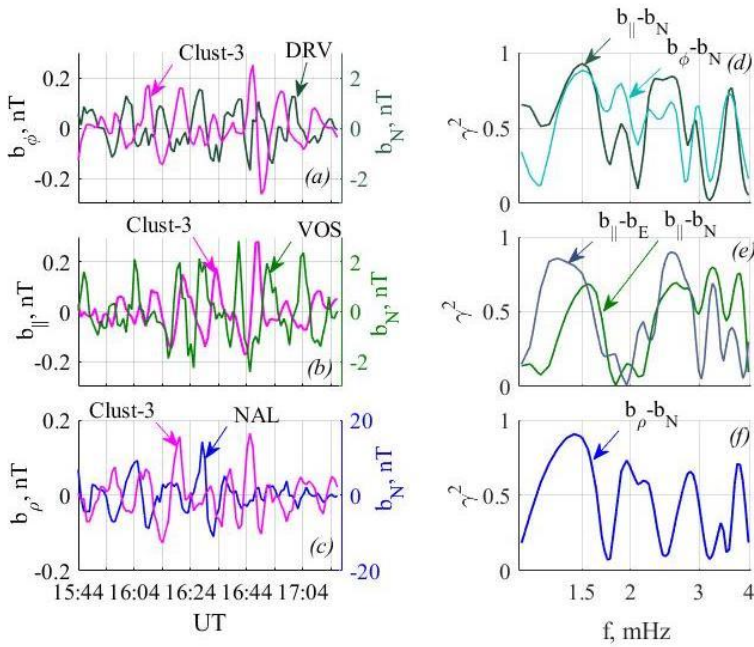 Clust-3
DRV
0.2
0
-0.2
b_ϕ, nT
2
0
-2
b_N, nT
(a)
Clust-3
VOS
0.2
0
-0.2
b_||, nT
2
0
-2
b_N, nT
(b)
Clust-3
NAL
0.2
0
-0.2
b_ρ, nT
20
0
-20
b_N, nT
(c)
15:44 16:04 16:24 16:44 17:04
UT
b_||-b_N
b_ϕ-b_N
(d)
1
0.5
0
γ²
b_||-b_E
b_||-b_N
(e)
1
0.5
0
γ²
b_ρ-b_N
(f)
1
0.5
0
γ²
1.5 2 3 4
f, mHz